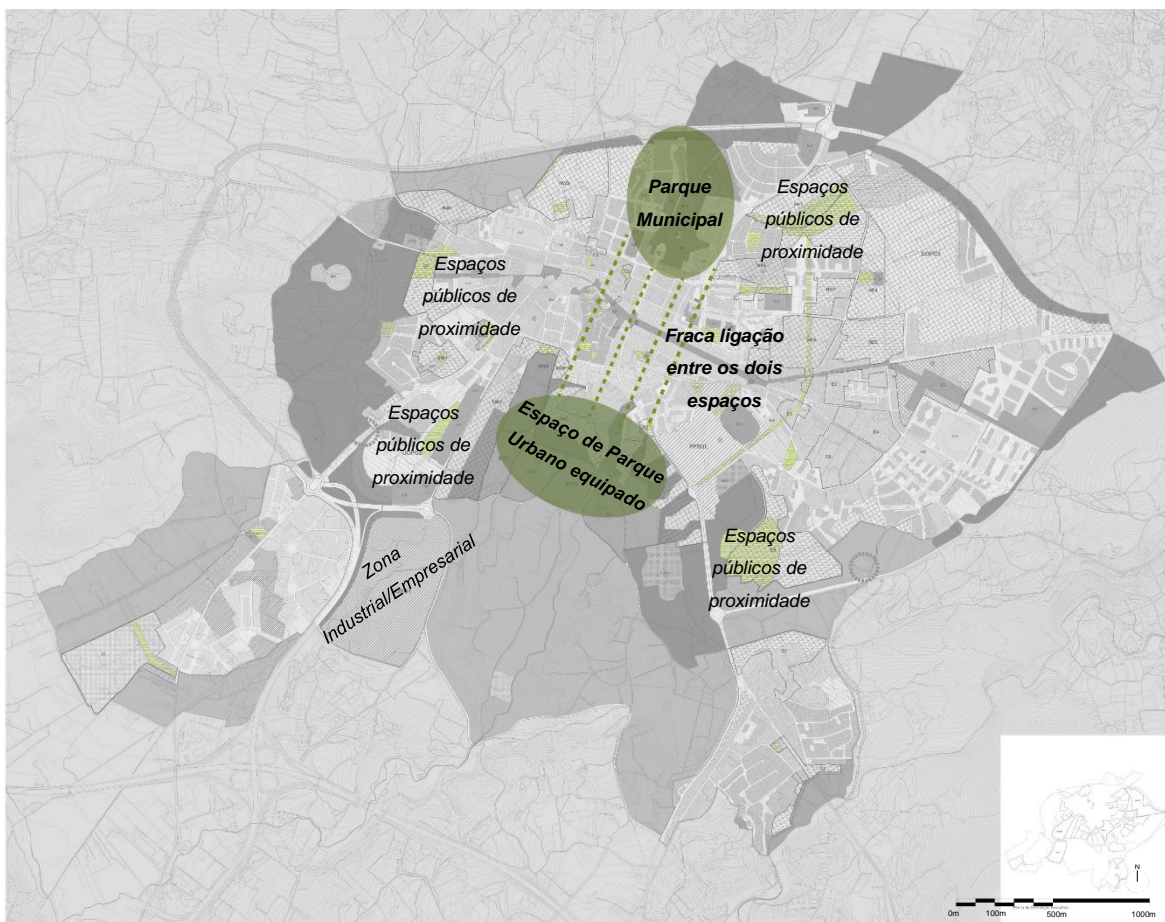 Parque
Municipal
Espaços
públicos de
proximidade
Espaços
públicos de
proximidade
Fraca ligação
entre os dois
espaços
Espaços
públicos de
proximidade
Espaço de Parque
Urbano equipado
Zona
Industrial/Empresarial
Espaços
públicos de
proximidade
N
0m 100m 500m 1000m